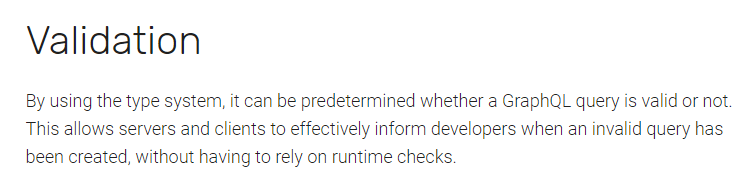 Validation
By using the type system, it can be predetermined whether a GraphQL query is valid or not.
This allows servers and clients to effectively inform developers when an invalid query has
been created, without having to rely on runtime checks.